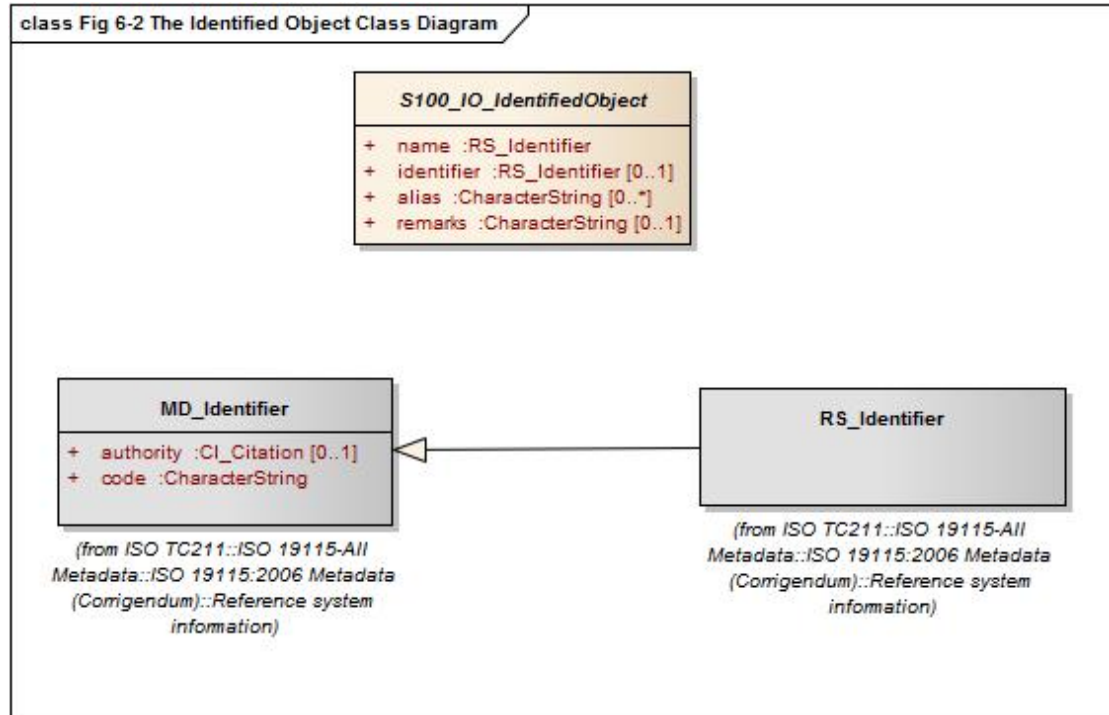 class Fig 6-2 The Identified Object Class Diagram
S100_IO_IdentifiedObject
+ name :RS_Identifier
+ identifier :RS_Identifier [0..1]
+ alias :CharacterString [0..*]
+ remarks :CharacterString [0..1]
MD_Identifier
+ authority :CI_Citation [0..1]
+ code :CharacterString
(from ISO TC211::ISO 19115-All
Metadata::ISO 19115:2006 Metadata
(Corrigendum)::Reference system
information)
RS_Identifier
(from ISO TC211::ISO 19115-All
Metadata::ISO 19115:2006 Metadata
(Corrigendum)::Reference system
information)